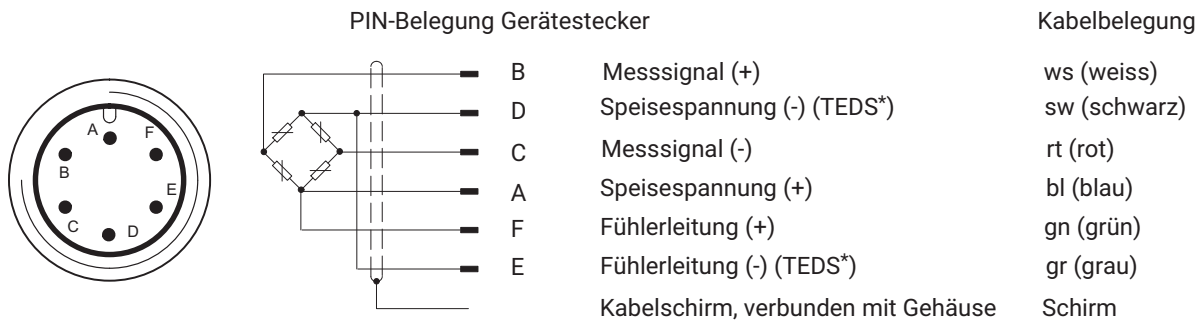 PIN-Belegung Gerätestecker Kabelbelegung
B Messsignal (+) ws (weiss)
D Speisespannung (-) (TEDS*) sw (schwarz)
C Messsignal (-) rt (rot)
A Speisespannung (+) bl (blau)
F Fühlerleitung (+) gn (grün)
E Fühlerleitung (-) (TEDS*) gr (grau)
Kabelschirm, verbunden mit Gehäuse Schirm
A F
B E
C D